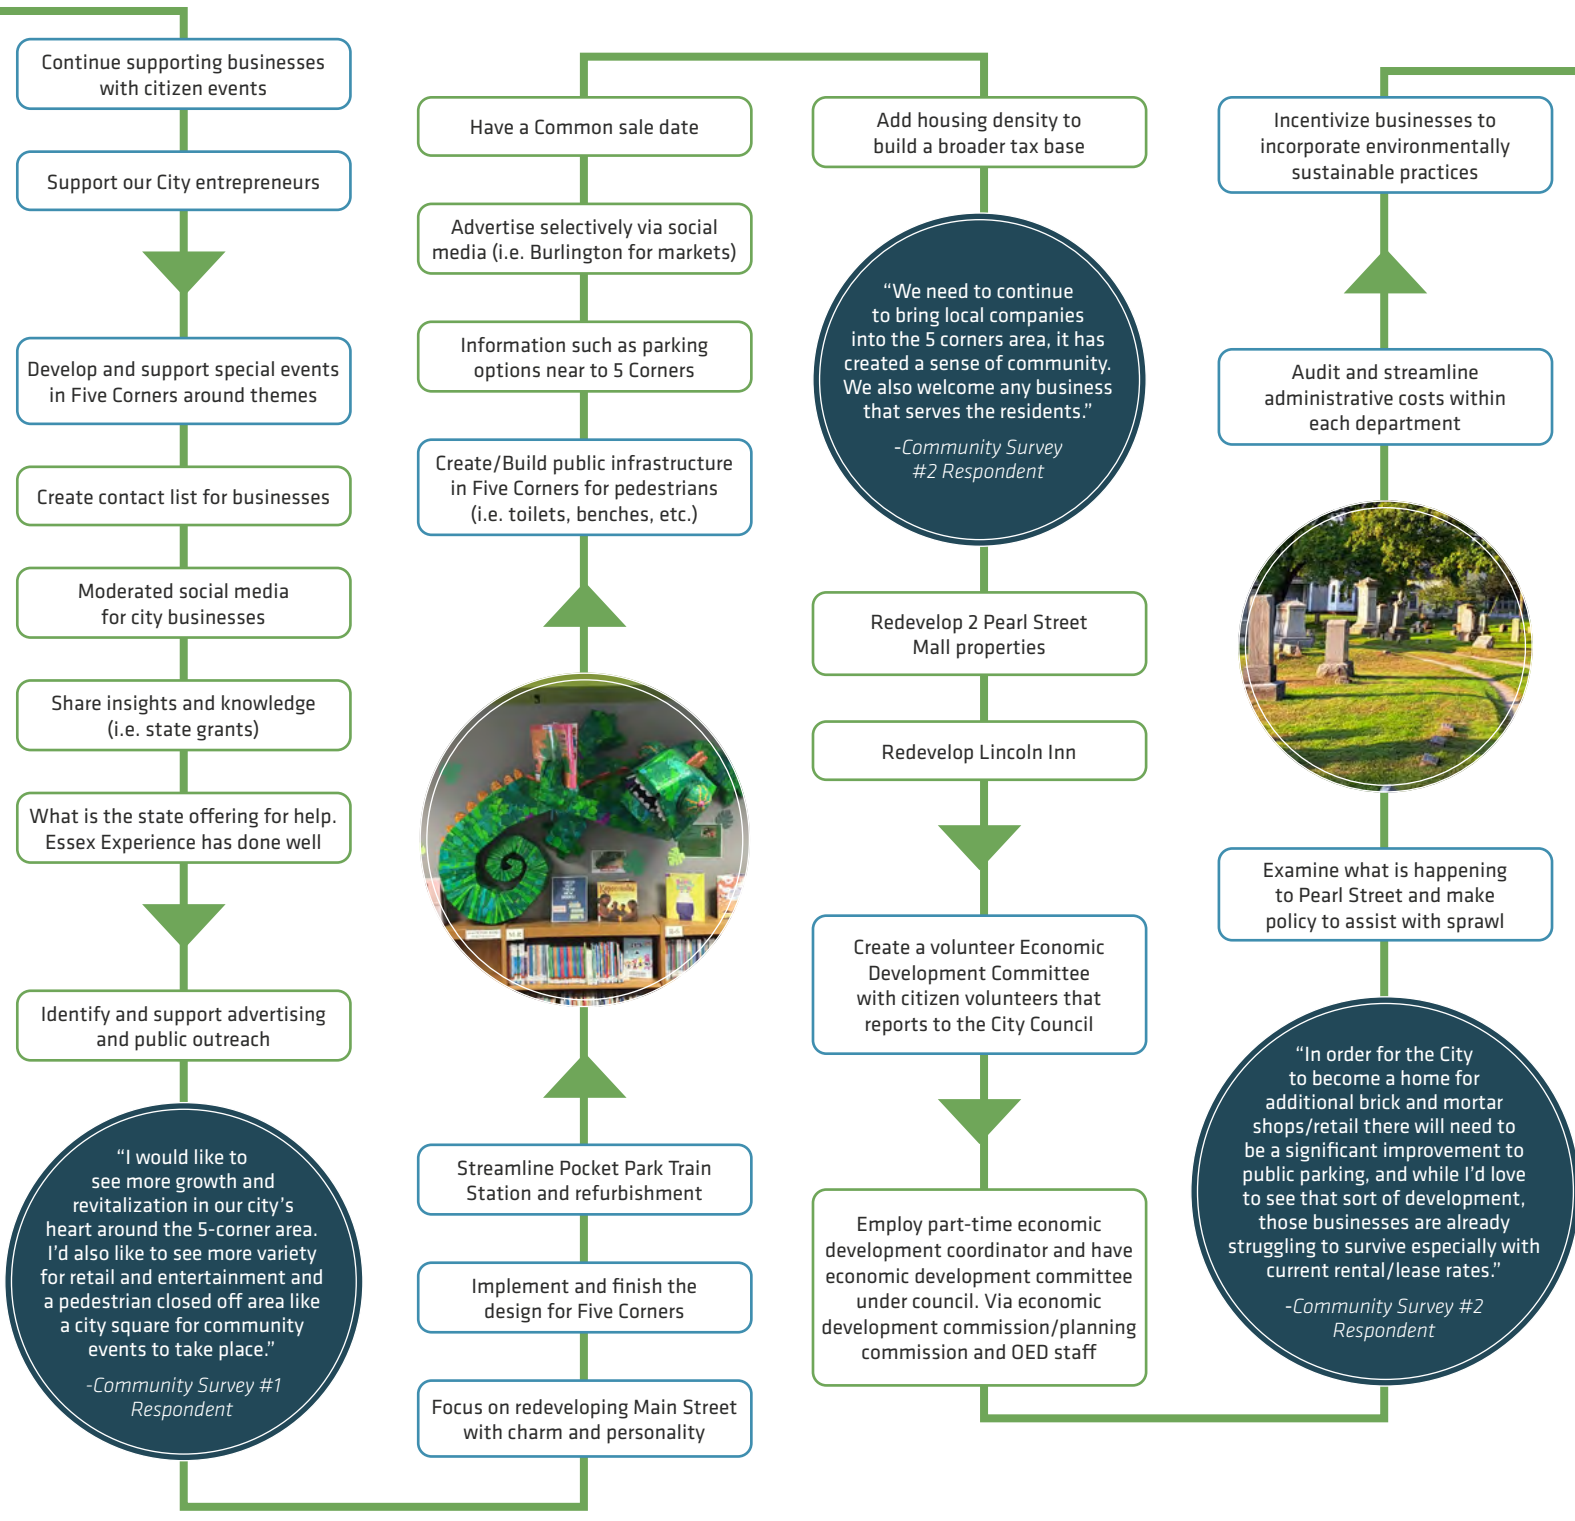 Continue supporting businesses
with citizen events
Support our City entrepreneurs
Develop and support special events
in Five Corners around themes
Create contact list for businesses
Moderated social media
for city businesses
Share insights and knowledge
(i.e. state grants)
What is the state offering for help.
Essex Experience has done well
Identify and support advertising
and public outreach
“I would like to
see more growth and
revitalization in our city’s
heart around the 5-corner area.
I’d also like to see more variety
for retail and entertainment and
a pedestrian closed off area like
a city square for community
events to take place.”
-Community Survey #1
Respondent
Focus on redeveloping Main Street
with charm and personality
Implement and finish the
design for Five Corners
Streamline Pocket Park Train
Station and refurbishment
Create/Build public infrastructure
in Five Corners for pedestrians
(i.e. toilets, benches, etc.)
Information such as parking
options near to 5 Corners
Advertise selectively via social
media (i.e. Burlington for markets)
Have a Common sale date
Add housing density to
build a broader tax base
“We need to continue
to bring local companies
into the 5 corners area, it has
created a sense of community.
We also welcome any business
that serves the residents.”
-Community Survey
#2 Respondent
Redevelop 2 Pearl Street
Mall properties
Redevelop Lincoln Inn
Create a volunteer Economic
Development Committee
with citizen volunteers that
reports to the City Council
Employ part-time economic
development coordinator and have
economic development committee
under council. Via economic
development commission/planning
commission and OED staff
“In order for the City
to become a home for
additional brick and mortar
shops/retail there will need to
be a significant improvement to
public parking, and while I’d love
to see that sort of development,
those businesses are already
struggling to survive especially with
current rental/lease rates.”
-Community Survey #2
Respondent
Examine what is happening
to Pearl Street and make
policy to assist with sprawl
Audit and streamline
administrative costs within
each department
Incentivize businesses to
incorporate environmentally
sustainable practices